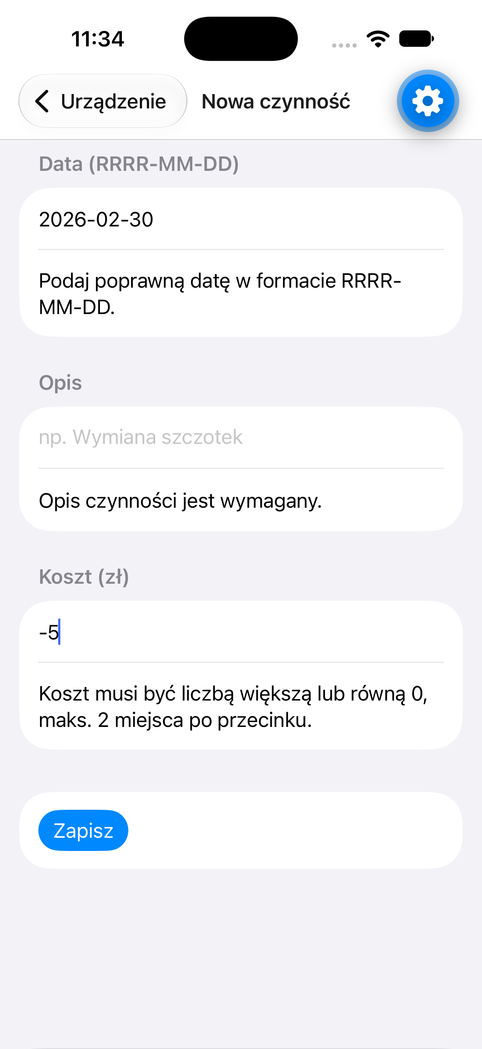 11:34
Urządzenie
Nowa czynność
Data (RRRR-MM-DD)
2026-02-30
Podaj poprawną datę w formacie RRRR-
MM-DD.
Opis
np. Wymiana szczotek
Opis czynności jest wymagany.
Koszt (zł)
-5
Koszt musi być liczbą większą lub równą 0,
maks. 2 miejsca po przecinku.
Zapisz